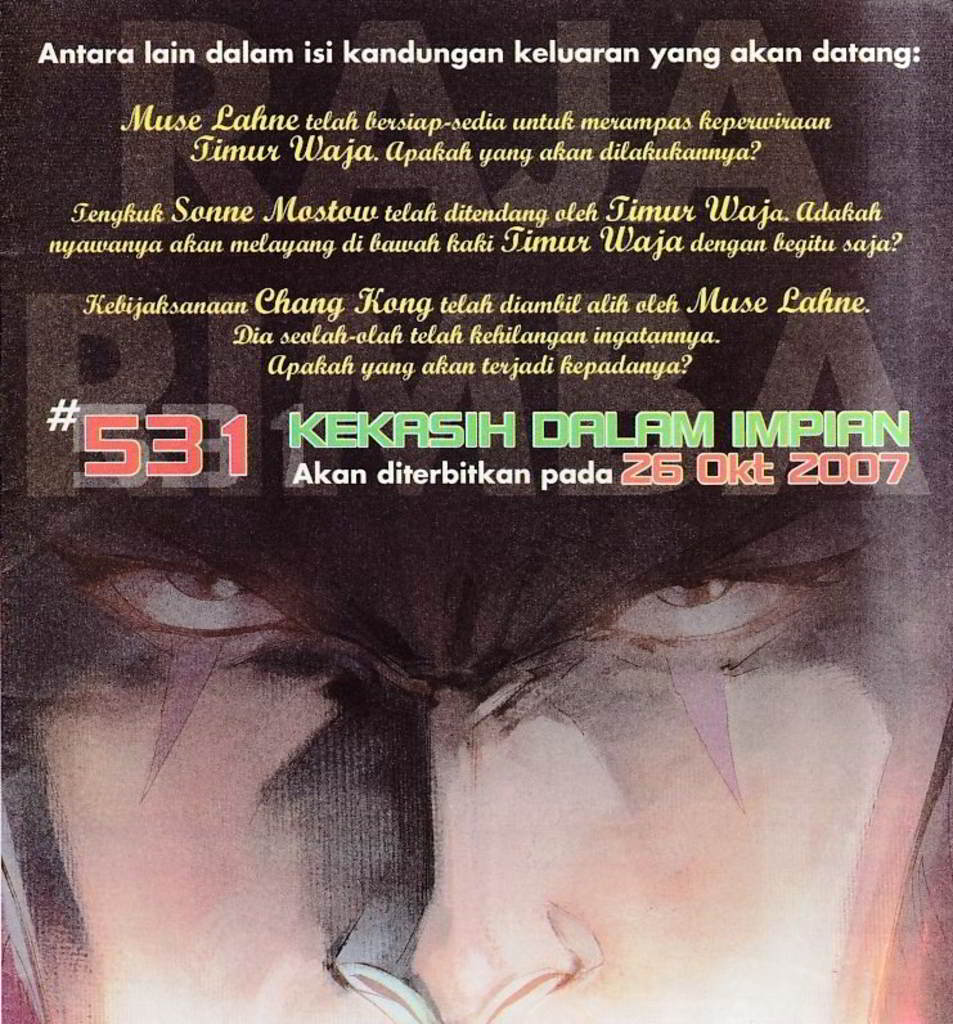 RAJA
RIMBA
Antara lain dalam isi kandungan keluaran yang akan datang:
Muse Lahne telah bersiap-sedia untuk merampas keperwiraan
Timur Waja. Apakah yang akan dilakukannya?
Tengkuk Sonne Mostow telah ditendang oleh Timur Waja. Adakah
nyawanya akan melayang di bawah kaki Timur Waja dengan begitu saja?
Kebijaksanaan Chang Kong telah diambil alih oleh Muse Lahne.
Dia seolah-olah telah kehilangan ingatannya.
Apakah yang akan terjadi kepadanya?
#531 KEKASIH DALAM IMPIAN
Akan diterbitkan pada 26 Okt 2007